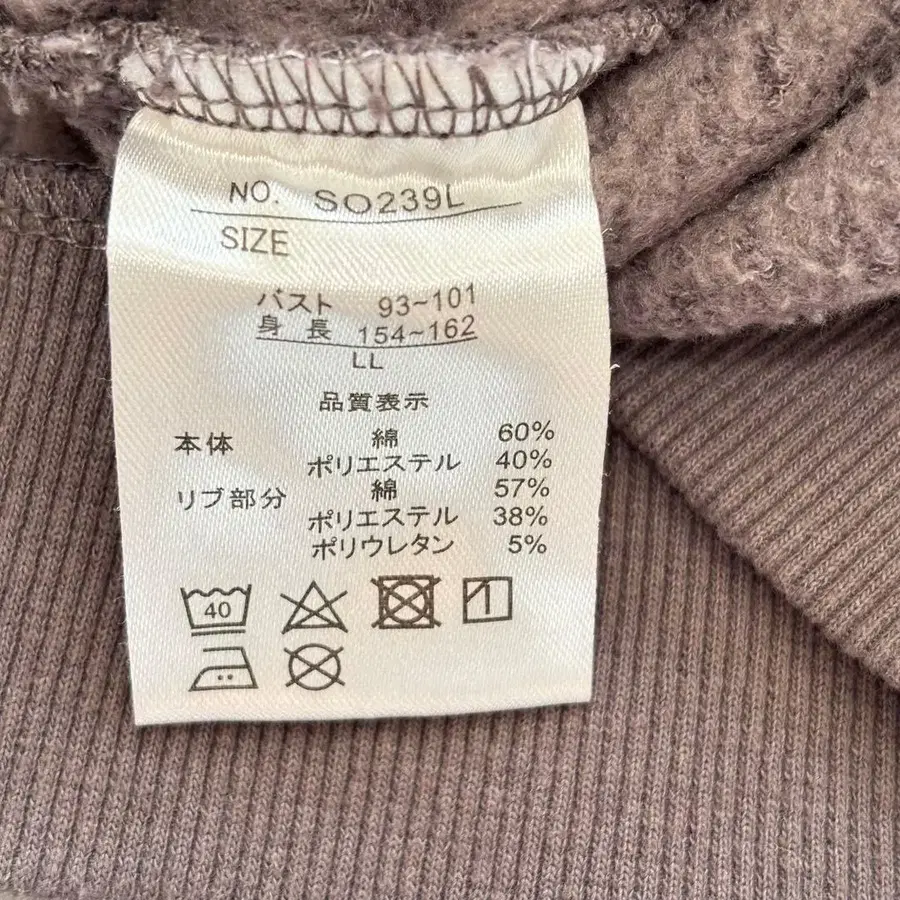 NO. SO239L
SIZE
バスト 93~101
身長 154~162
LL
品質表示
本体 綿 60%
ポリエステル 40%
リブ部分 綿 57%
ポリエステル 38%
ポリウレタン 5%
40